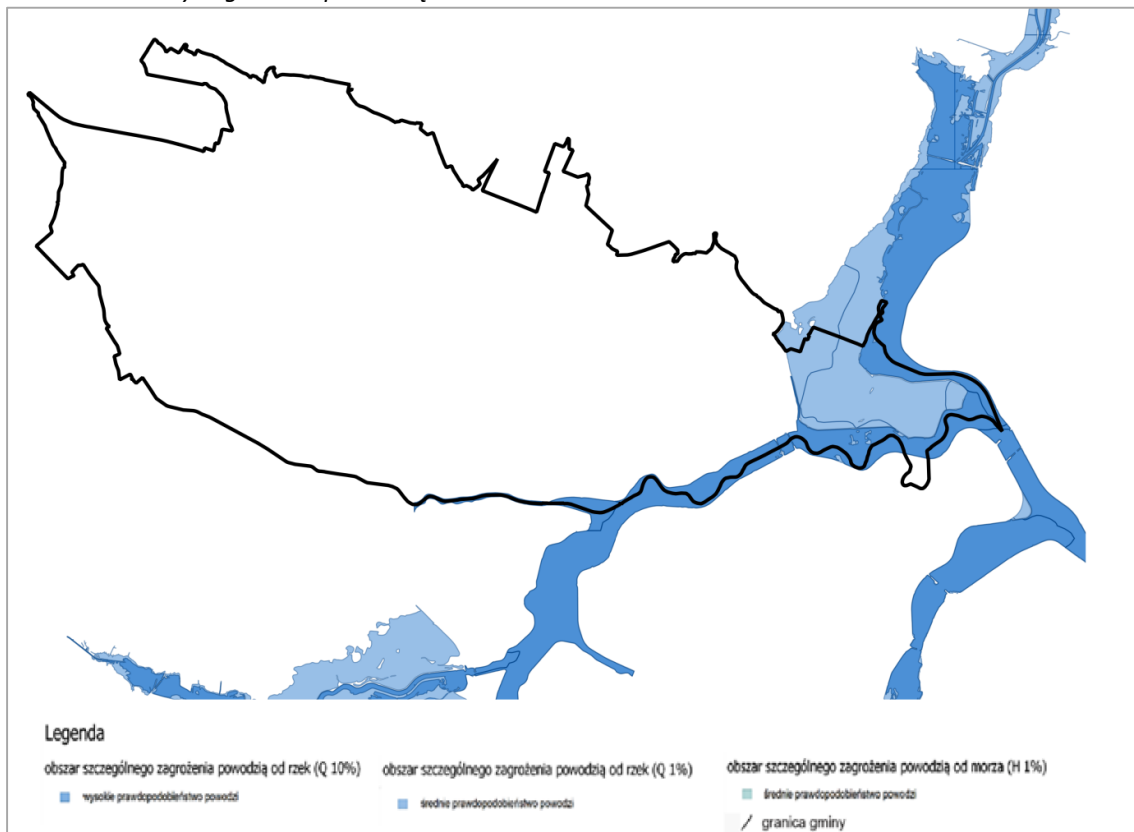 Legenda
obszar szczególnego zagrożenia powodzią od rzek (Q 10%)
wysokie prawdopodobieństwo powodzi
obszar szczególnego zagrożenia powodzią od rzek (Q 1%)
średnie prawdopodobieństwo powodzi
obszar szczególnego zagrożenia powodzią od morza (H 1%)
średnie prawdopodobieństwo powodzi
granica gminy